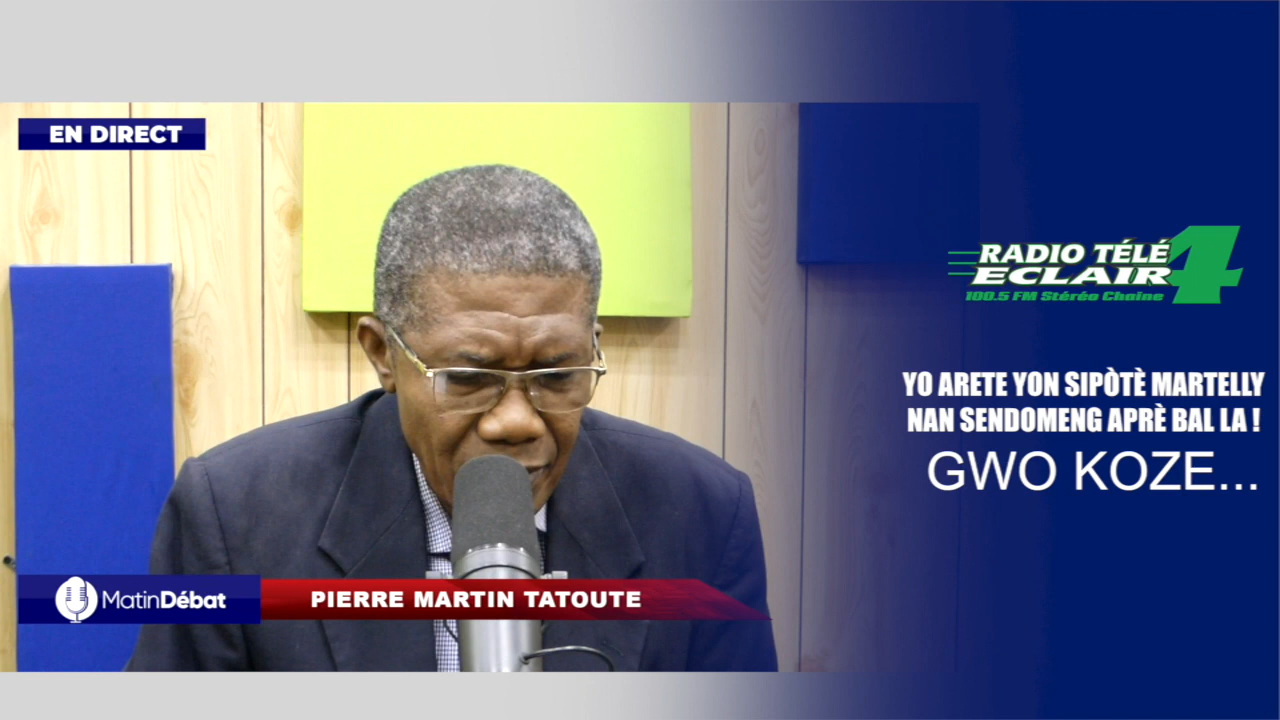 EN DIRECT
RADIO TÉLÉ
ECLAIR 4
100.5 FM Stéréo Chaine
YO ARETE YON SIPÒTÈ MARTELLY
NAN SENDOMENG APRÈ BAL LA !
GWO KOZE...
MatinDébat
PIERRE MARTIN TATOUTE